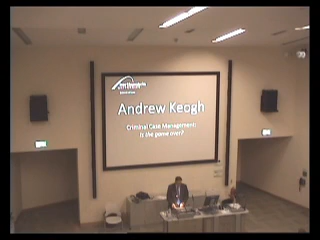 Andrew Keogh
Criminal Case Management:
Is the game over?